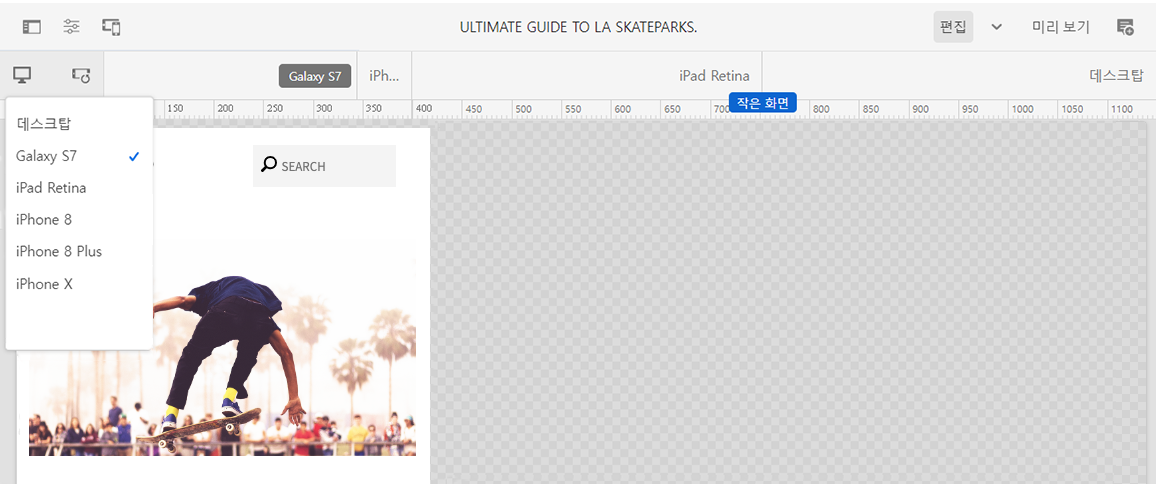 ULTIMATE GUIDE TO LA SKATEPARKS.
편집
미리 보기
Galaxy S7
iPh...
iPad Retina
데스크탑
작은 화면
150 200 250 300 350 400 450 500 550 600 650 700 800 850 900 950 1000 1050 1100
데스크탑
Galaxy S7
iPad Retina
iPhone 8
iPhone 8 Plus
iPhone X
SEARCH